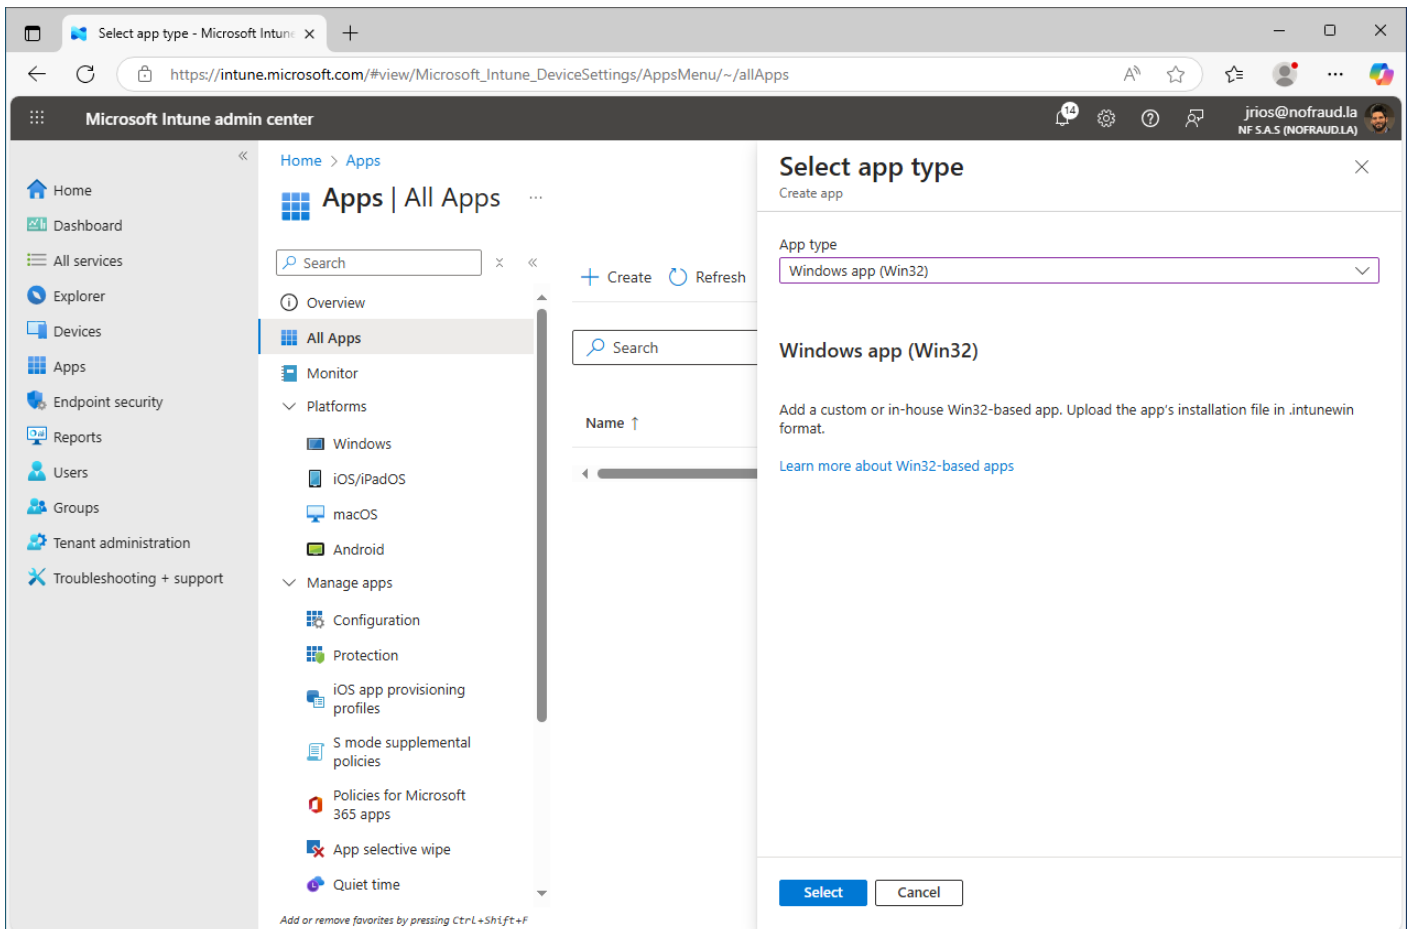 Select app type - Microsoft Intune
https://intune.microsoft.com/#view/Microsoft_Intune_DeviceSettings/AppsMenu/~/allApps
Microsoft Intune admin center
14
jrios@nofraud.la
NF S.A.S (NOFRAUD.LA)
Home
Dashboard
All services
Explorer
Devices
Apps
Endpoint security
Reports
Users
Groups
Tenant administration
Troubleshooting + support
Home > Apps
Apps | All Apps
Search
Overview
All Apps
Monitor
Platforms
Windows
iOS/iPadOS
macOS
Android
Manage apps
Configuration
Protection
iOS app provisioning
profiles
S mode supplemental
policies
Policies for Microsoft
365 apps
App selective wipe
Quiet time
Add or remove favorites by pressing Ctrl+Shift+F
Create Refresh
Search
Name ↑
Select app type
Create app
App type
Windows app (Win32)
Windows app (Win32)
Add a custom or in-house Win32-based app. Upload the app's installation file in .intunewin
format.
Learn more about Win32-based apps
Select Cancel